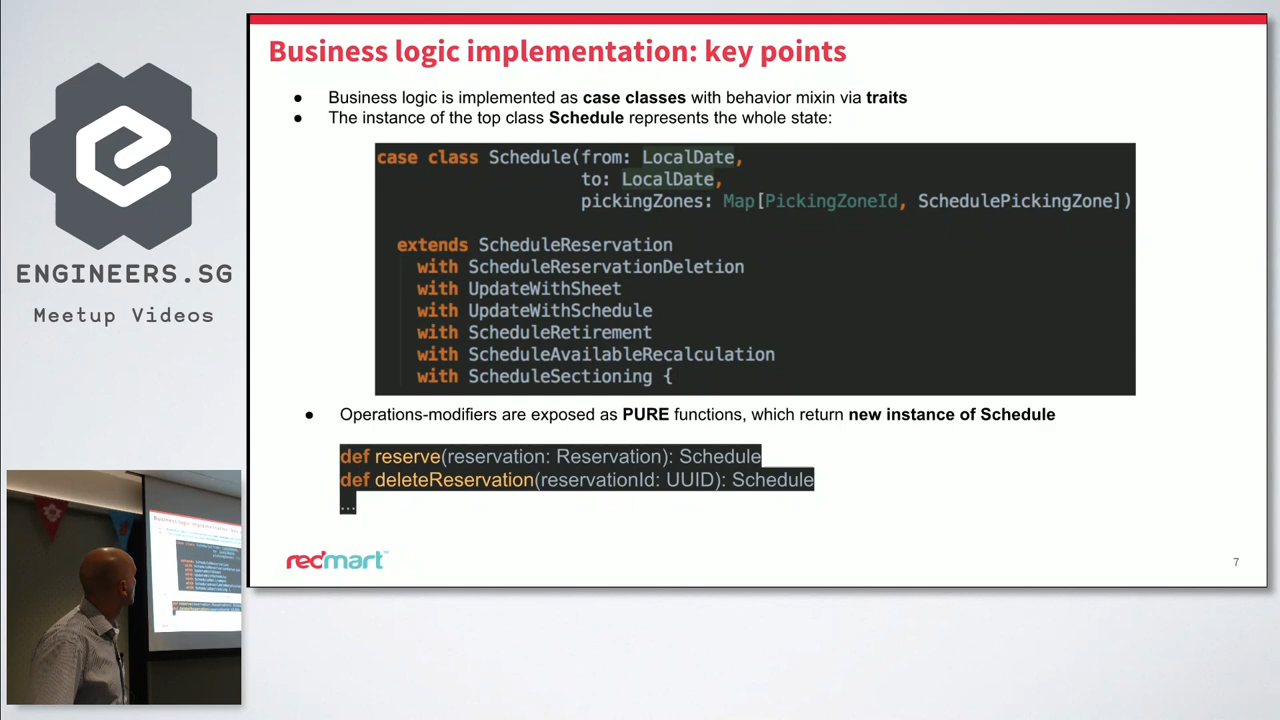 Business logic implementation: key points
● Business logic is implemented as case classes with behavior mixin via traits
● The instance of the top class Schedule represents the whole state:
case class Schedule(from: LocalDate,
to: LocalDate,
pickingZones: Map[PickingZoneId, SchedulePickingZone])
extends ScheduleReservation
with ScheduleReservationDeletion
with UpdateWithSheet
with UpdateWithSchedule
with ScheduleRetirement
with ScheduleAvailableRecalculation
with ScheduleSectioning {
● Operations-modifiers are exposed as PURE functions, which return new instance of Schedule
def reserve(reservation: Reservation): Schedule
def deleteReservation(reservationId: UUID): Schedule
...
redmart™
7
ENGINEERS.SG
Meetup Videos